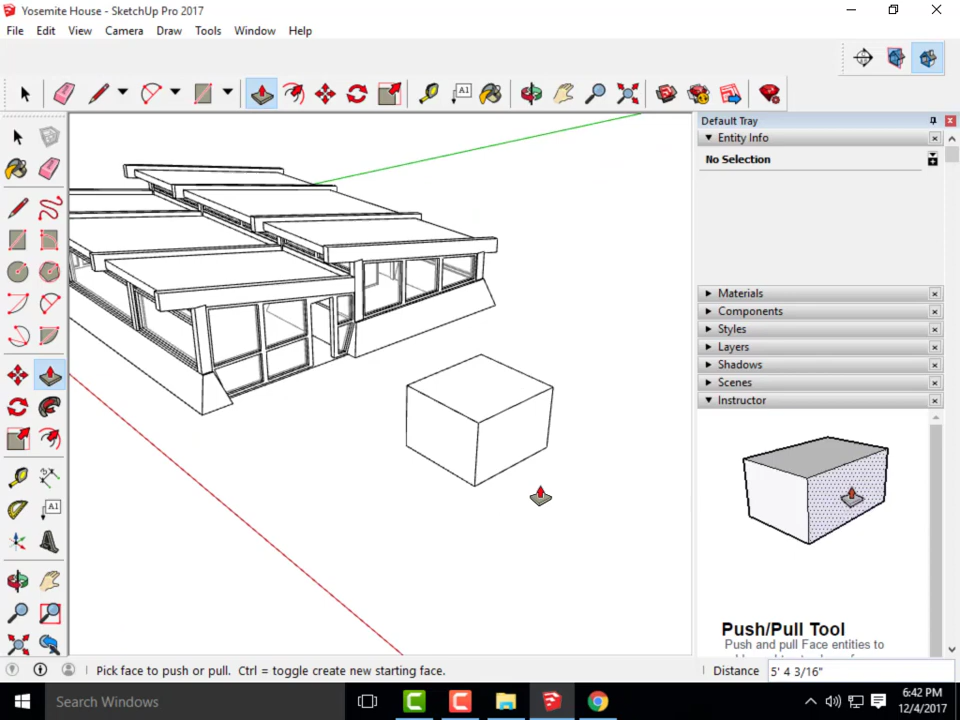 Yosemite House - SketchUp Pro 2017
File Edit View Camera Draw Tools Window Help
A1
Default Tray
Entity Info
No Selection
Materials
Components
Styles
Layers
Shadows
Scenes
Instructor
A1
Push/Pull Tool
Push and pull Face entities to
Pick face to push or pull. Ctrl = toggle create new starting face.
Distance 5' 4 3/16"
Search Windows
6:42 PM
12/4/2017